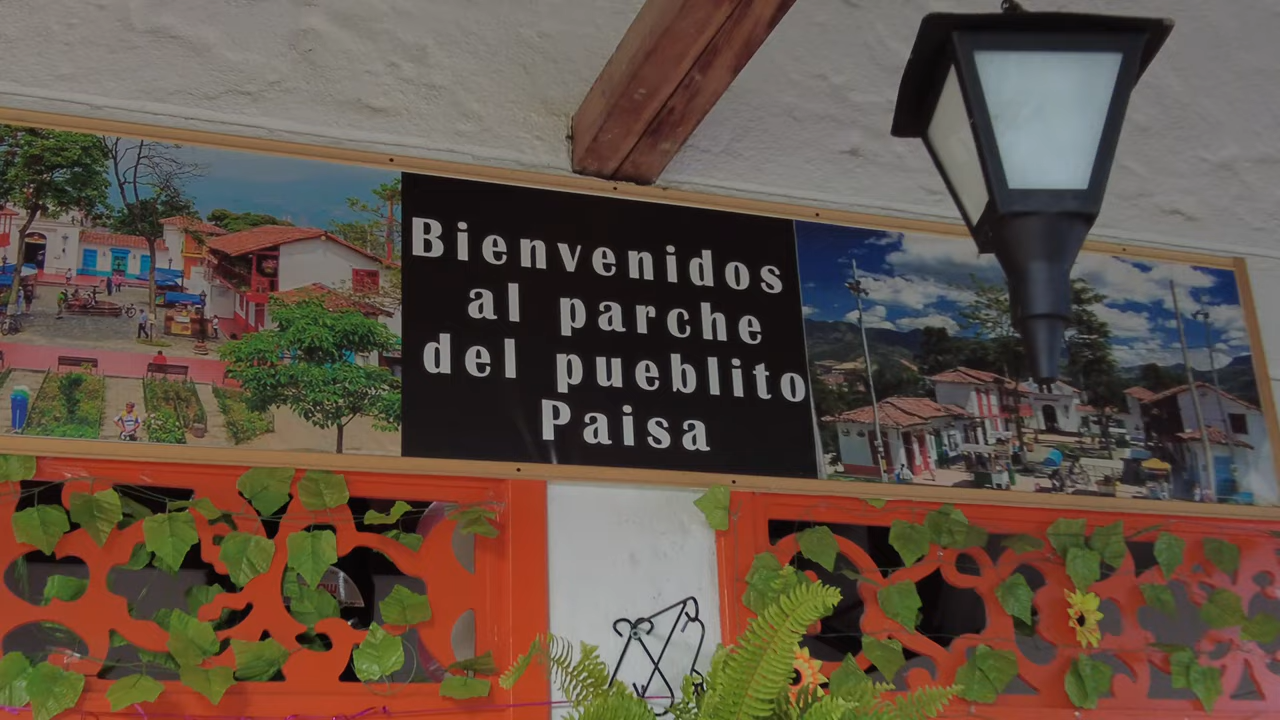 Bienvenidos
al parche
del pueblito
Paisa